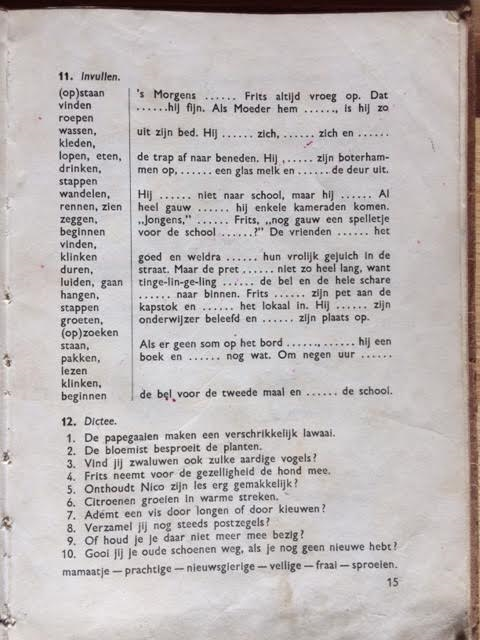 11. Invullen.
(op)staan 's Morgens ...... Frits altijd vroeg op. Dat
vinden ......hij fijn. Als Moeder hem ......, is hij zo
roepen
wassen, uit zijn bed. Hij ...... zich, ...... zich en ......
kleden,
lopen, eten, de trap af naar beneden. Hij ...... zijn boterham-
drinken, men op, ...... een glas melk en ...... de deur uit.
stappen
wandelen, Hij ...... niet naar school, maar hij ...... Al
rennen, zien heel gauw ...... hij enkele kameraden komen.
zeggen, „Jongens," ...... Frits, „nog gauw een spelletje
beginnen voor de school ......?" De vrienden ...... het
vinden,
klinken goed en weldra ...... hun vrolijk gejuich in de
duren, straat. Maar de pret ...... niet zo heel lang, want
luiden, gaan tinge-lin-ge-ling ...... de bel en de hele schare
hangen, ...... naar binnen. Frits ...... zijn pet aan de
stappen kapstok en ...... het lokaal in. Hij ...... zijn
groeten, onderwijzer beleefd en ...... zijn plaats op.
(op)zoeken
staan, Als er geen som op het bord ......, ...... hij een
pakken, boek en ...... nog wat. Om negen uur ......
lezen
klinken,
beginnen de bel voor de tweede maal en ...... de school.
12. Dictee.
1. De papegaaien maken een verschrikkelijk lawaai.
2. De bloemist besproeit de planten.
3. Vind jij zwaluwen ook zulke aardige vogels?
4. Frits neemt voor de gezelligheid de hond mee.
5. Onthoudt Nico zijn les erg gemakkelijk?
6. Citroenen groeien in warme streken.
7. Ademt een vis door longen of door kieuwen?
8. Verzamel jij nog steeds postzegels?
9. Of houd je je daar niet meer mee bezig?
10. Gooi jij je oude schoenen weg, als je nog geen nieuwe hebt?
mamaatje — prachtige — nieuwsgierige — veilige — fraai — sproeien.
15